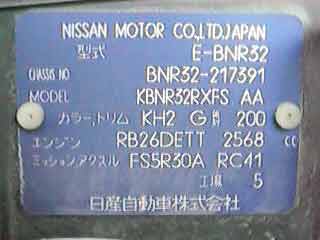 NISSAN MOTOR CO.,LTD.JAPAN
型式 E-BNR32
CHASSIS NO BNR32-217391
MODEL KBNR32RXFS AA
カラー,トリム KH2 G 200
エンジン RB26DETT 2568 CC
ミッション,アクスル FS5R30A RC41
工場 5
日産自動車株式会社